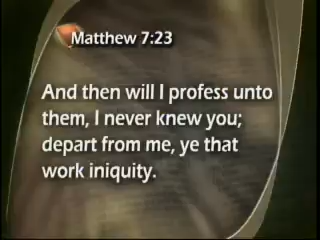 Matthew 7:23
And then will I profess unto
them, I never knew you;
depart from me, ye that
work iniquity.